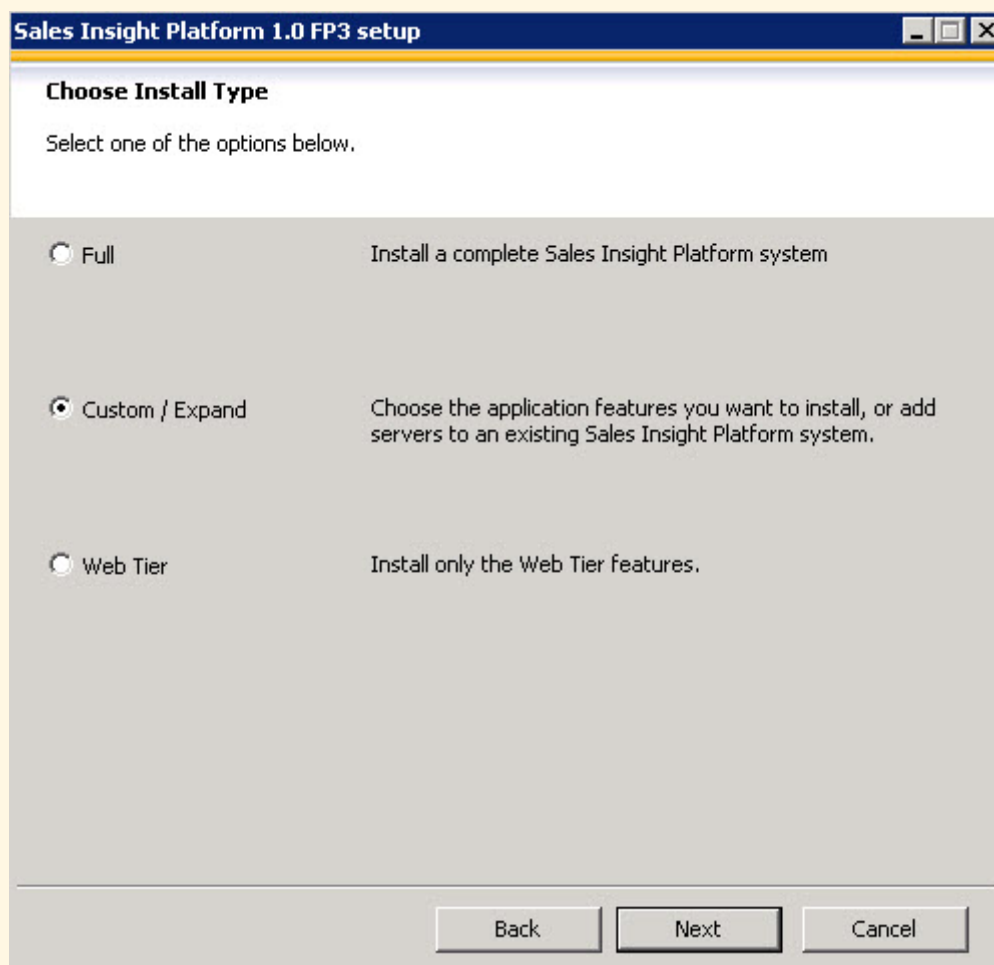 Sales Insight Platform 1.0 FP3 setup
Choose Install Type
Select one of the options below.
Full
Install a complete Sales Insight Platform system
Custom / Expand
Choose the application features you want to install, or add
servers to an existing Sales Insight Platform system.
Web Tier
Install only the Web Tier features.
Back
Next
Cancel